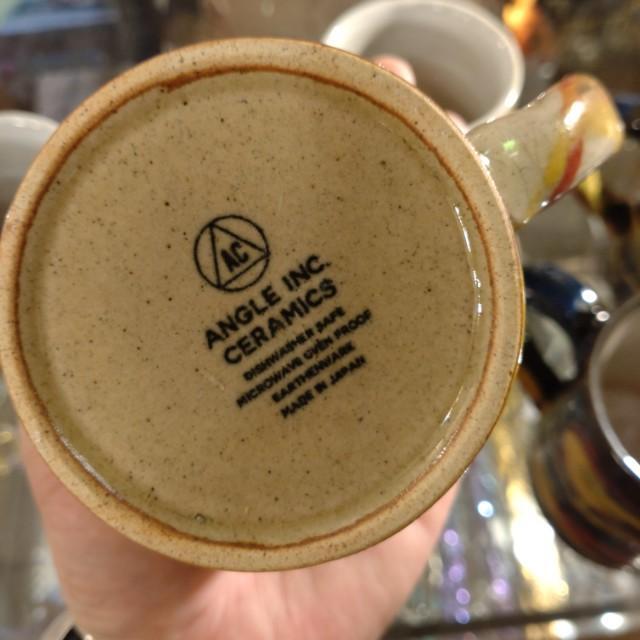 AC
ANGLE INC.
CERAMICS
DISHWASHER SAFE
MICROWAVE OVEN PROOF
EARTHENWARE
MADE IN JAPAN